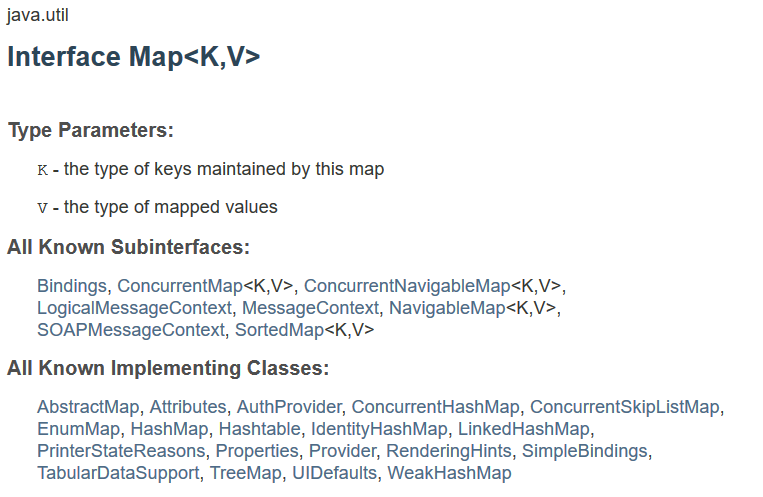 java.util
Interface Map<K,V>
Type Parameters:
K - the type of keys maintained by this map
V - the type of mapped values
All Known Subinterfaces:
Bindings, ConcurrentMap<K,V>, ConcurrentNavigableMap<K,V>,
LogicalMessageContext, MessageContext, NavigableMap<K,V>,
SOAPMessageContext, SortedMap<K,V>
All Known Implementing Classes:
AbstractMap, Attributes, AuthProvider, ConcurrentHashMap, ConcurrentSkipListMap,
EnumMap, HashMap, Hashtable, IdentityHashMap, LinkedHashMap,
PrinterStateReasons, Properties, Provider, RenderingHints, SimpleBindings,
TabularDataSupport, TreeMap, UIDefaults, WeakHashMap